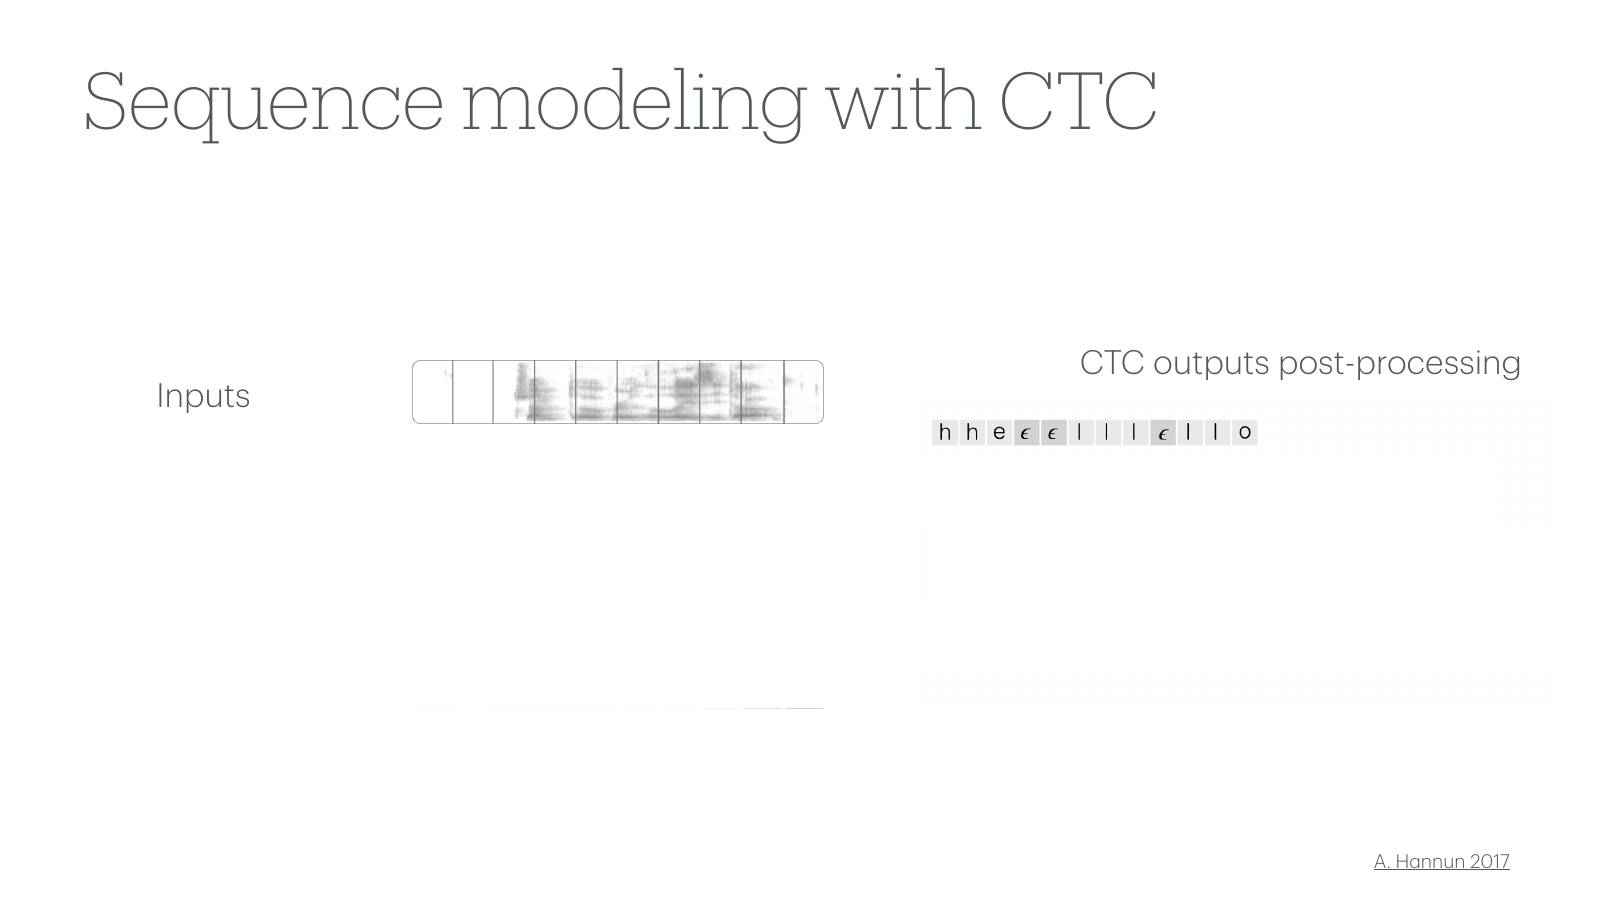 Sequence modeling with CTC
Inputs
CTC outputs post-processing
h h e ϵ ϵ l l l ϵ l l o
A. Hannun 2017